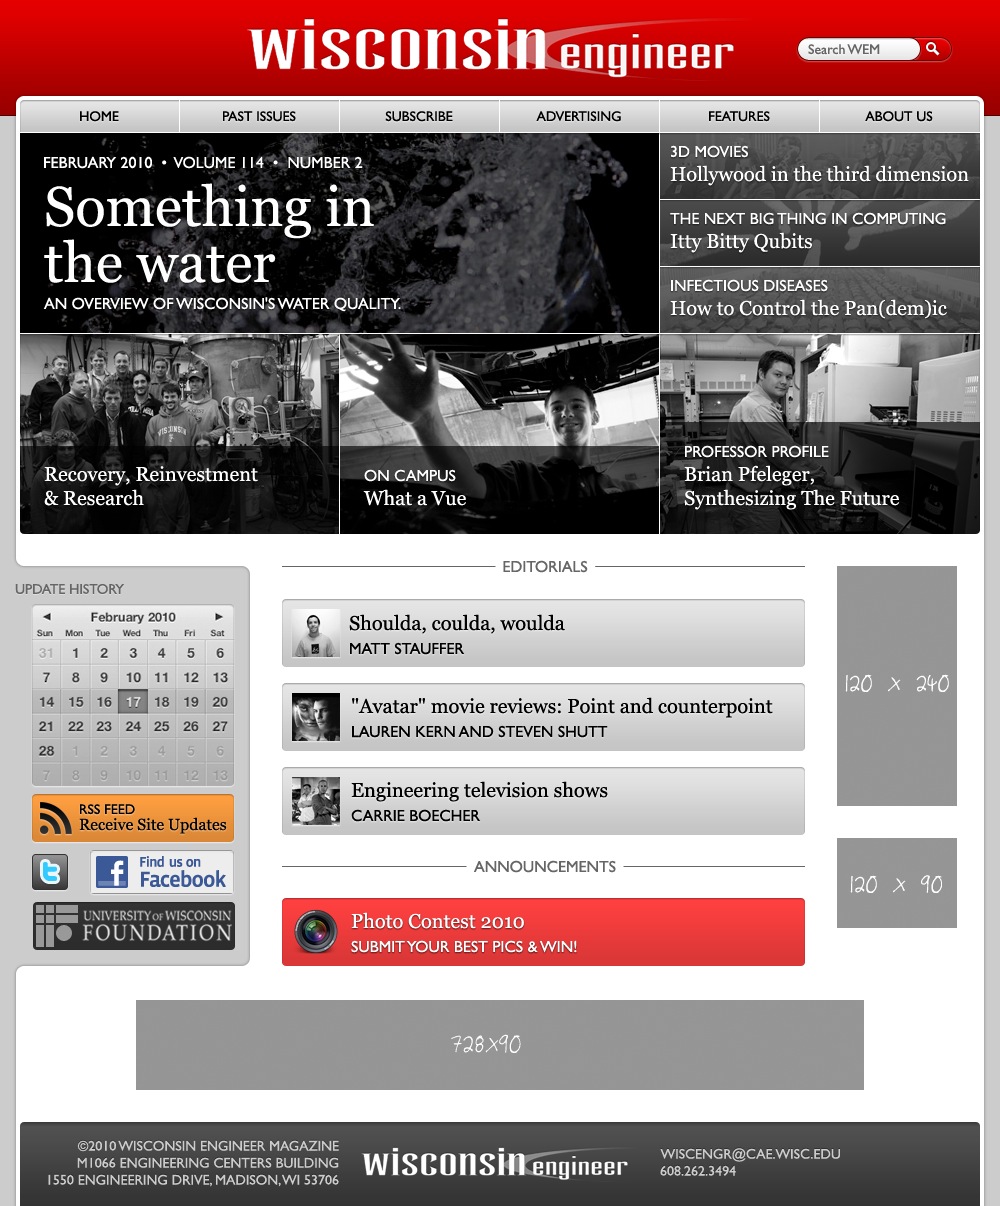 wisconsin engineer
Search WEM
HOME
PAST ISSUES
SUBSCRIBE
ADVERTISING
FEATURES
ABOUT US
FEBRUARY 2010 • VOLUME 114 • NUMBER 2
Something in
the water
AN OVERVIEW OF WISCONSIN'S WATER QUALITY.
3D MOVIES
Hollywood in the third dimension
THE NEXT BIG THING IN COMPUTING
Itty Bitty Qubits
INFECTIOUS DISEASES
How to Control the Pan(dem)ic
Recovery, Reinvestment
& Research
ON CAMPUS
What a Vue
PROFESSOR PROFILE
Brian Pfeleger,
Synthesizing The Future
UPDATE HISTORY
◄ February 2010 ►
Sun Mon Tue Wed Thu Fri Sat
31 1 2 3 4 5 6
7 8 9 10 11 12 13
14 15 16 17 18 19 20
21 22 23 24 25 26 27
28 1 2 3 4 5 6
7 8 9 10 11 12 13
RSS FEED
Receive Site Updates
t
f Find us on
Facebook
UNIVERSITY OF WISCONSIN
FOUNDATION
EDITORIALS
Shoulda, coulda, woulda
MATT STAUFFER
"Avatar" movie reviews: Point and counterpoint
LAUREN KERN AND STEVEN SHUTT
Engineering television shows
CARRIE BOECHER
ANNOUNCEMENTS
Photo Contest 2010
SUBMIT YOUR BEST PICS & WIN!
120 x 240
120 x 90
728x90
©2010 WISCONSIN ENGINEER MAGAZINE
M1066 ENGINEERING CENTERS BUILDING
1550 ENGINEERING DRIVE, MADISON, WI 53706
wisconsin engineer
WISCENGR@CAE.WISC.EDU
608.262.3494